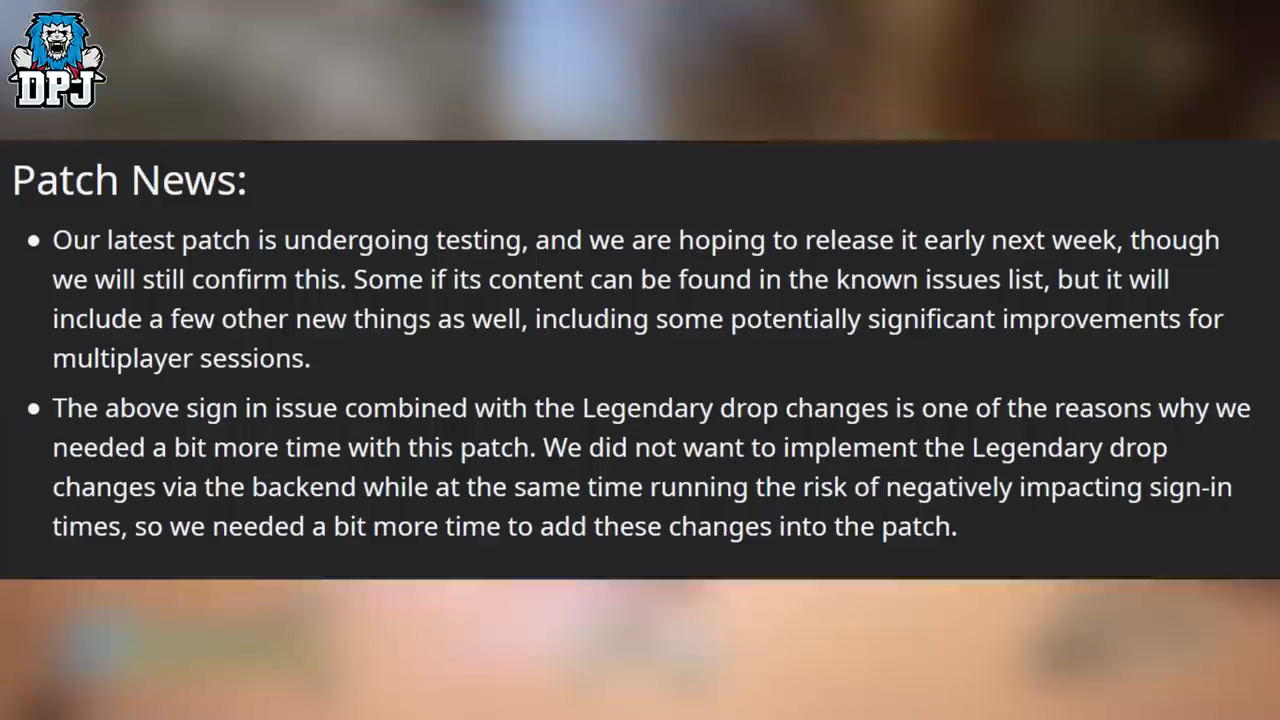 DPJ
Patch News:
• Our latest patch is undergoing testing, and we are hoping to release it early next week, though
we will still confirm this. Some if its content can be found in the known issues list, but it will
include a few other new things as well, including some potentially significant improvements for
multiplayer sessions.
• The above sign in issue combined with the Legendary drop changes is one of the reasons why we
needed a bit more time with this patch. We did not want to implement the Legendary drop
changes via the backend while at the same time running the risk of negatively impacting sign-in
times, so we needed a bit more time to add these changes into the patch.